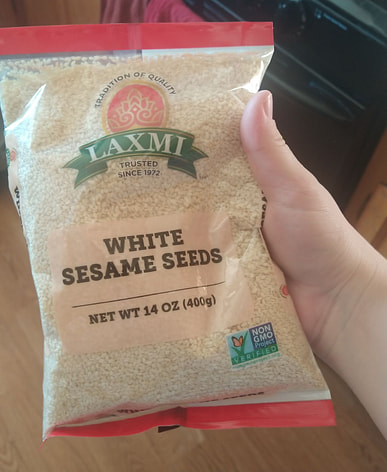 TRADITION OF QUALITY
LAXMI
TRUSTED
SINCE 1972
WHITE
SESAME SEEDS
NET WT 14 OZ (400g)
NON
GMO
Project
VERIFIED